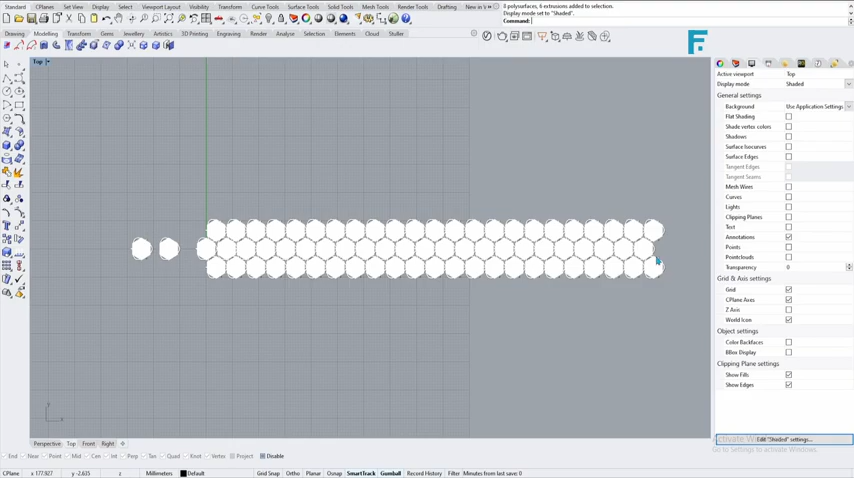 Standard CPlanes Set View Display Select Viewport Layout Visibility Transform Curve Tools Surface Tools Solid Tools Mesh Tools Render Tools Drafting New in V
8 polysurfaces, 6 extrusions added to selection.
Display mode set to "Shaded".
Command:
Drawing Modelling Transform Gems Jewellery Artistics 3D Printing Engraving Render Analysis Selection Elements Cloud Stuller
F.
Top
Active viewport Top
Display mode Shaded
General settings
Background Use Application Settings
Flat Shading
Shade vertex colors
Shadows
Surface Isocurves
Surface Edges
Tangent Edges
Tangent Seams
Mesh Wires
Curves
Lights
Clipping Planes
Text
Annotations
Points
Pointclouds
Transparency 0
Grid & Axis settings
Grid
CPlane Axes
Z Axis
World Icon
Object settings
Color Backfaces
BBox Display
Clipping Plane settings
Show Fills
Show Edges
Edit "Shaded" settings...
Go to Settings to activate Windows.
Perspective Top Front Right
End Near Point Mid Cen Int Perp Tan Quad Knot Vertex Project Disable
CPlane x 177.927 y -2.635 z Millimeters Default Grid Snap Ortho Planar Osnap SmartTrack Gumball Record History Filter Minutes from last save: 0